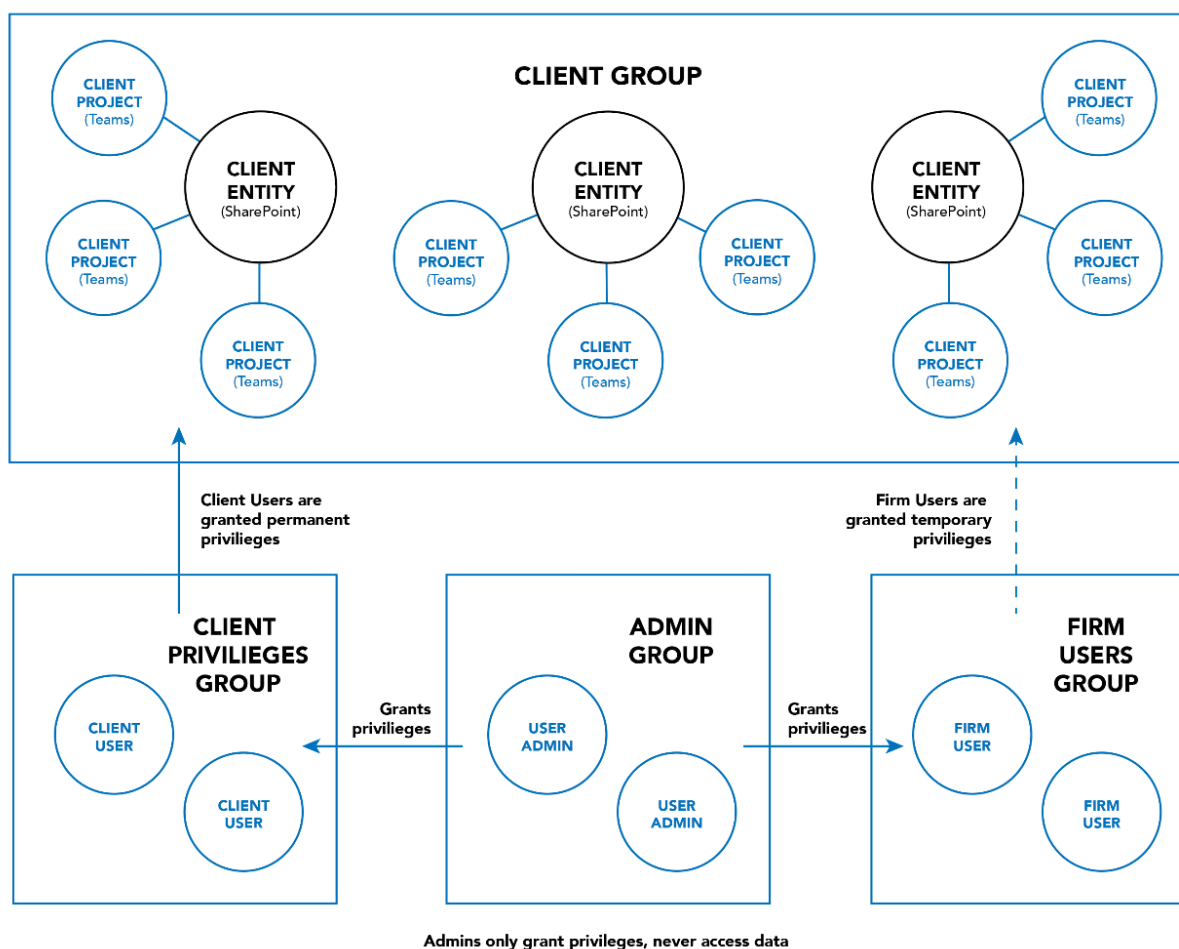 CLIENT GROUP
CLIENT
PROJECT
(Teams)
CLIENT
ENTITY
(SharePoint)
CLIENT
PROJECT
(Teams)
CLIENT
PROJECT
(Teams)
CLIENT
ENTITY
(SharePoint)
CLIENT
PROJECT
(Teams)
CLIENT
PROJECT
(Teams)
CLIENT
PROJECT
(Teams)
CLIENT
PROJECT
(Teams)
CLIENT
ENTITY
(SharePoint)
CLIENT
PROJECT
(Teams)
CLIENT
PROJECT
(Teams)
Client Users are
granted permanent
privilieges
Firm Users are
granted temporary
privilieges
CLIENT
PRIVILIEGES
GROUP
CLIENT
USER
CLIENT
USER
Grants
privilieges
ADMIN
GROUP
USER
ADMIN
USER
ADMIN
Grants
privilieges
FIRM
USERS
GROUP
FIRM
USER
FIRM
USER
Admins only grant privileges, never access data